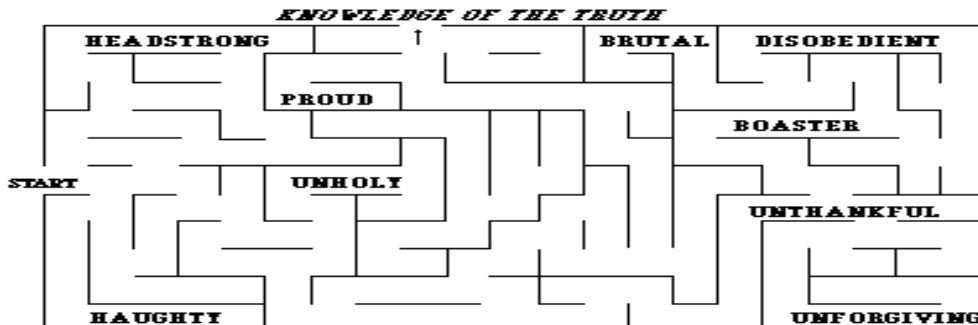 KNOWLEDGE OF THE TRUTH
HEADSTRONG BRUTAL DISOBEDIENT
PROUD
BOASTER
START UNHOLY
UNTHANKFUL
HAUGHTY UNFORGIVING